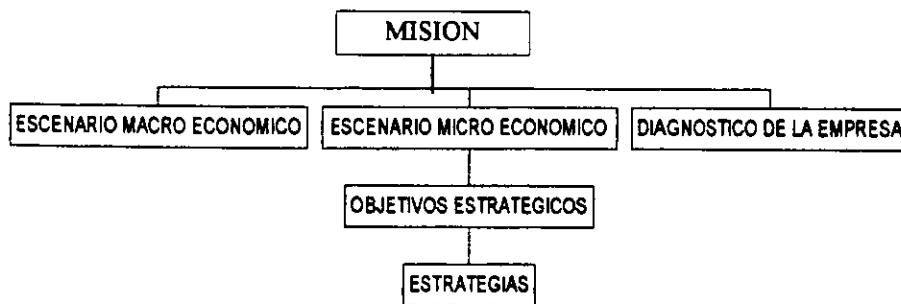 MISION
ESCENARIO MACRO ECONOMICO
ESCENARIO MICRO ECONOMICO
DIAGNOSTICO DE LA EMPRESA
OBJETIVOS ESTRATEGICOS
ESTRATEGIAS